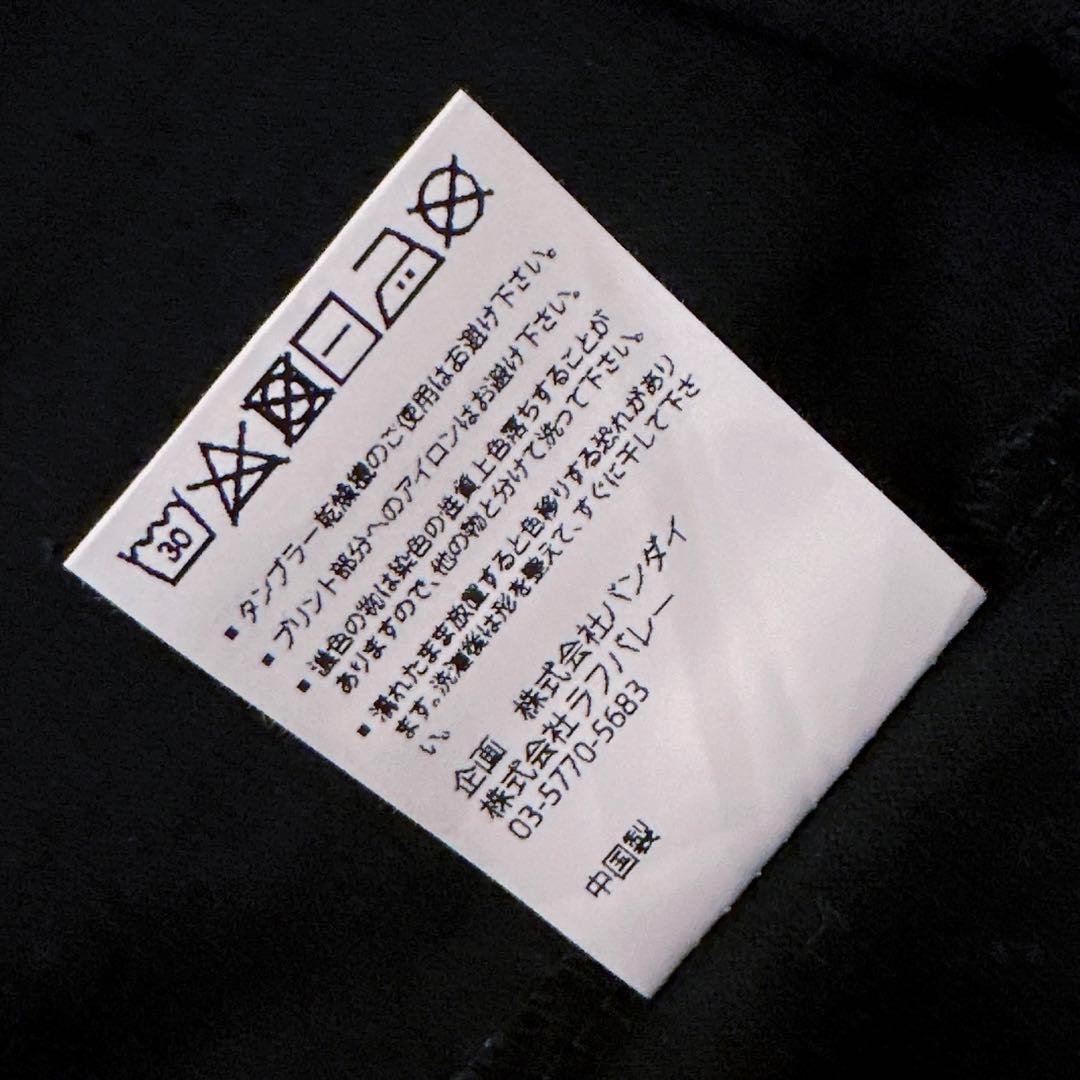 30
■ タンブラー乾燥機のご使用はお避け下さい。
■ プリント部分へのアイロンはお避け下さい。
■ 濃色の物は染色の性質上色落ちすることが
ありますので、他の物と分けて洗って下さい。
■ 濡れたまま放置すると色移りする恐れがあり
ます。洗濯後は形を整えて、すぐに干して下さ
い。
企画 株式会社バンダイ
株式会社ラフバレー
03-5770-5683
中国製